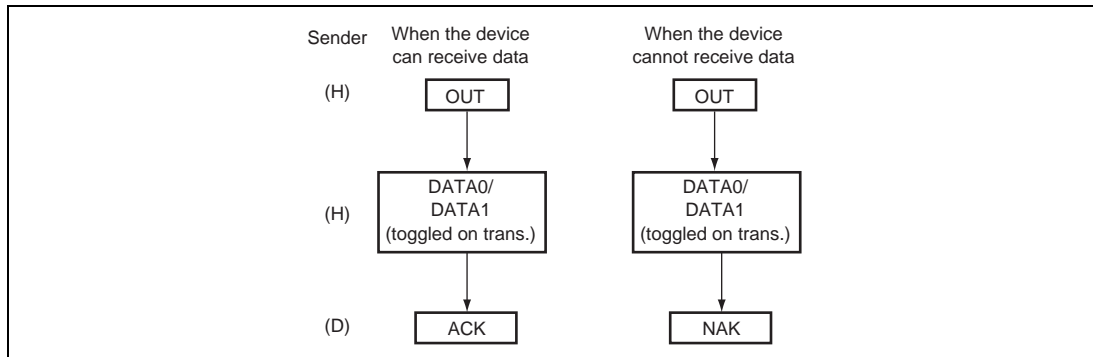 Sender
When the device
can receive data
When the device
cannot receive data
(H)
OUT
OUT
(H)
DATA0/
DATA1
(toggled on trans.)
DATA0/
DATA1
(toggled on trans.)
(D)
ACK
NAK